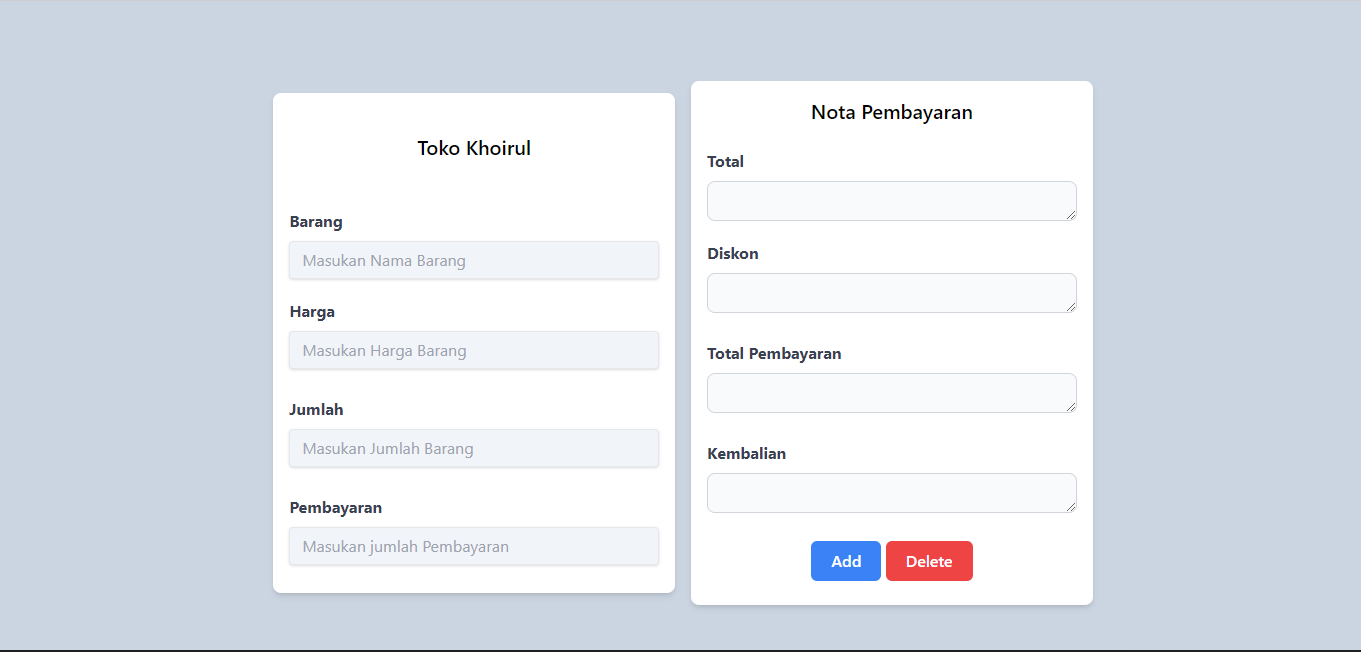 Toko Khoirul
Barang
Masukan Nama Barang
Harga
Masukan Harga Barang
Jumlah
Masukan Jumlah Barang
Pembayaran
Masukan jumlah Pembayaran
Nota Pembayaran
Total
Diskon
Total Pembayaran
Kembalian
Add Delete